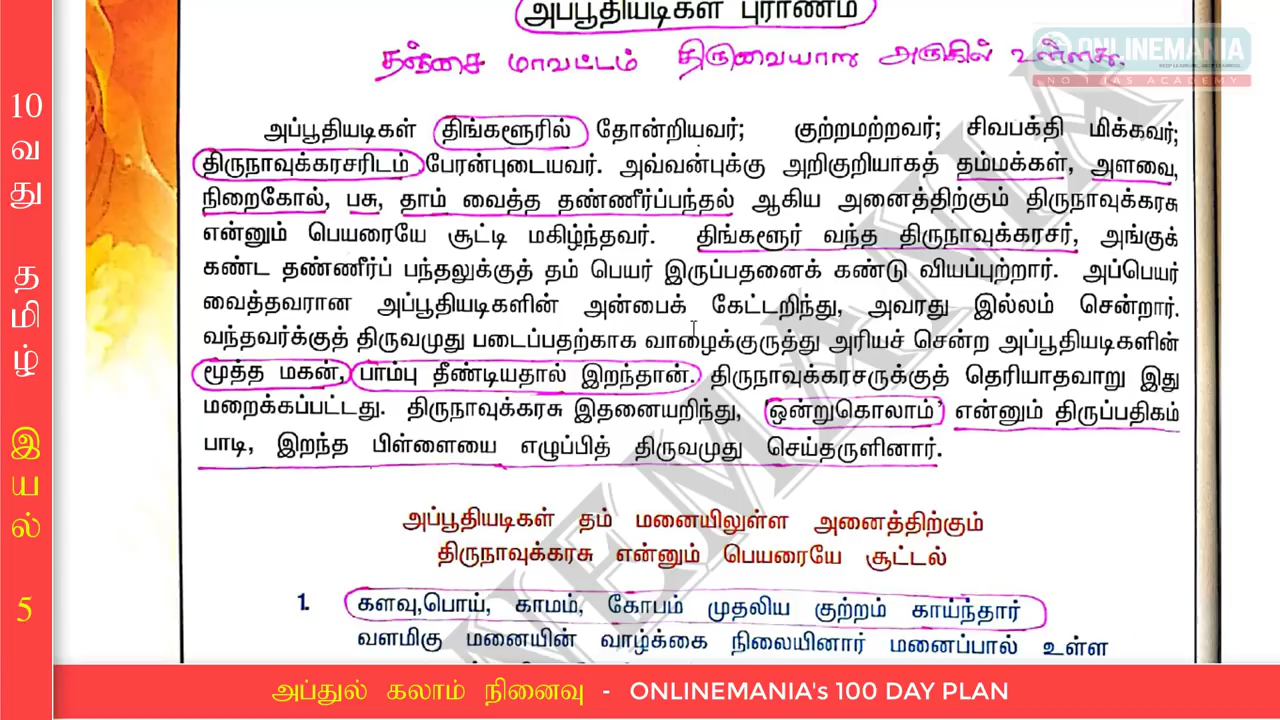 அப்பூதியடிகள் புராணம்
தஞ்சை மாவட்டம் திருவையாறு அருகில் உள்ளது.
ONLINEMANIA
NO 1 IAS ACADEMY
அப்பூதியடிகள் திங்களூரில் தோன்றியவர்; குற்றமற்றவர்; சிவபக்தி மிக்கவர்;
திருநாவுக்கரசரிடம் பேரன்புடையவர். அவ்வன்புக்கு அறிகுறியாகத் தம்மக்கள், அளவை,
நிறைகோல், பசு, தாம் வைத்த தண்ணீர்ப்பந்தல் ஆகிய அனைத்திற்கும் திருநாவுக்கரசு
என்னும் பெயரையே சூட்டி மகிழ்ந்தவர். திங்களூர் வந்த திருநாவுக்கரசர், அங்குக்
கண்ட தண்ணீர்ப் பந்தலுக்குத் தம் பெயர் இருப்பதனைக் கண்டு வியப்புற்றார். அப்பெயர்
வைத்தவரான அப்பூதியடிகளின் அன்பைக் கேட்டறிந்து, அவரது இல்லம் சென்றார்.
வந்தவர்க்குத் திருவமுது படைப்பதற்காக வாழைக்குருத்து அரியச் சென்ற அப்பூதியடிகளின்
மூத்த மகன், பாம்பு தீண்டியதால் இறந்தான். திருநாவுக்கரசருக்குத் தெரியாதவாறு இது
மறைக்கப்பட்டது. திருநாவுக்கரசு இதனையறிந்து, 'ஒன்றுகொலாம்' என்னும் திருப்பதிகம்
பாடி, இறந்த பிள்ளையை எழுப்பித் திருவமுது செய்தருளினார்.
அப்பூதியடிகள் தம் மனையிலுள்ள அனைத்திற்கும்
திருநாவுக்கரசு என்னும் பெயரையே சூட்டல்
1. களவு,பொய், காமம், கோபம் முதலிய குற்றம் காய்ந்தார்
வளமிகு மனையின் வாழ்க்கை நிலையினார் மனைப்பால் உள்ள
10வது தமிழ் இயல் 5
அப்துல் கலாம் நினைவு - ONLINEMANIA's 100 DAY PLAN